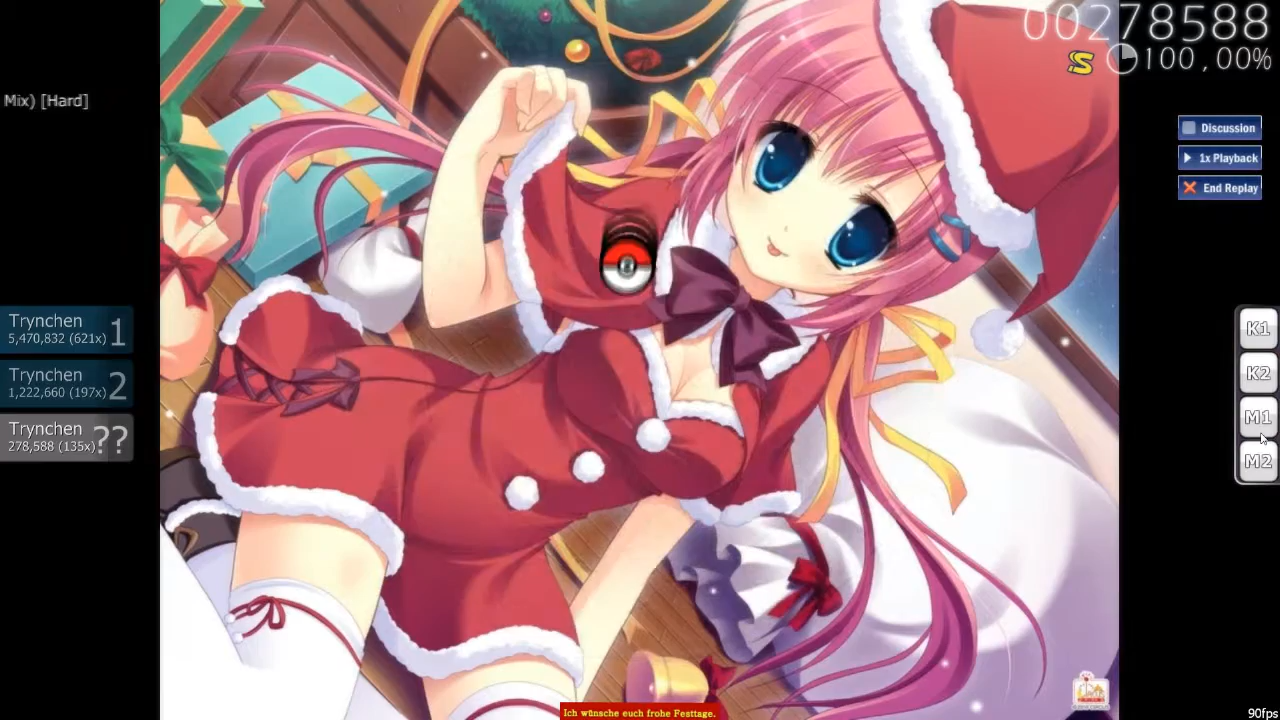 00278588
100,00%
Mix) [Hard]
Discussion
1x Playback
End Replay
Trynchen
5,470,832 (621x) 1
Trynchen
1,222,660 (197x) 2
Trynchen
278,588 (135x) ??
K1
K2
M1
M2
Ich wünsche euch frohe Festtage.
90fps